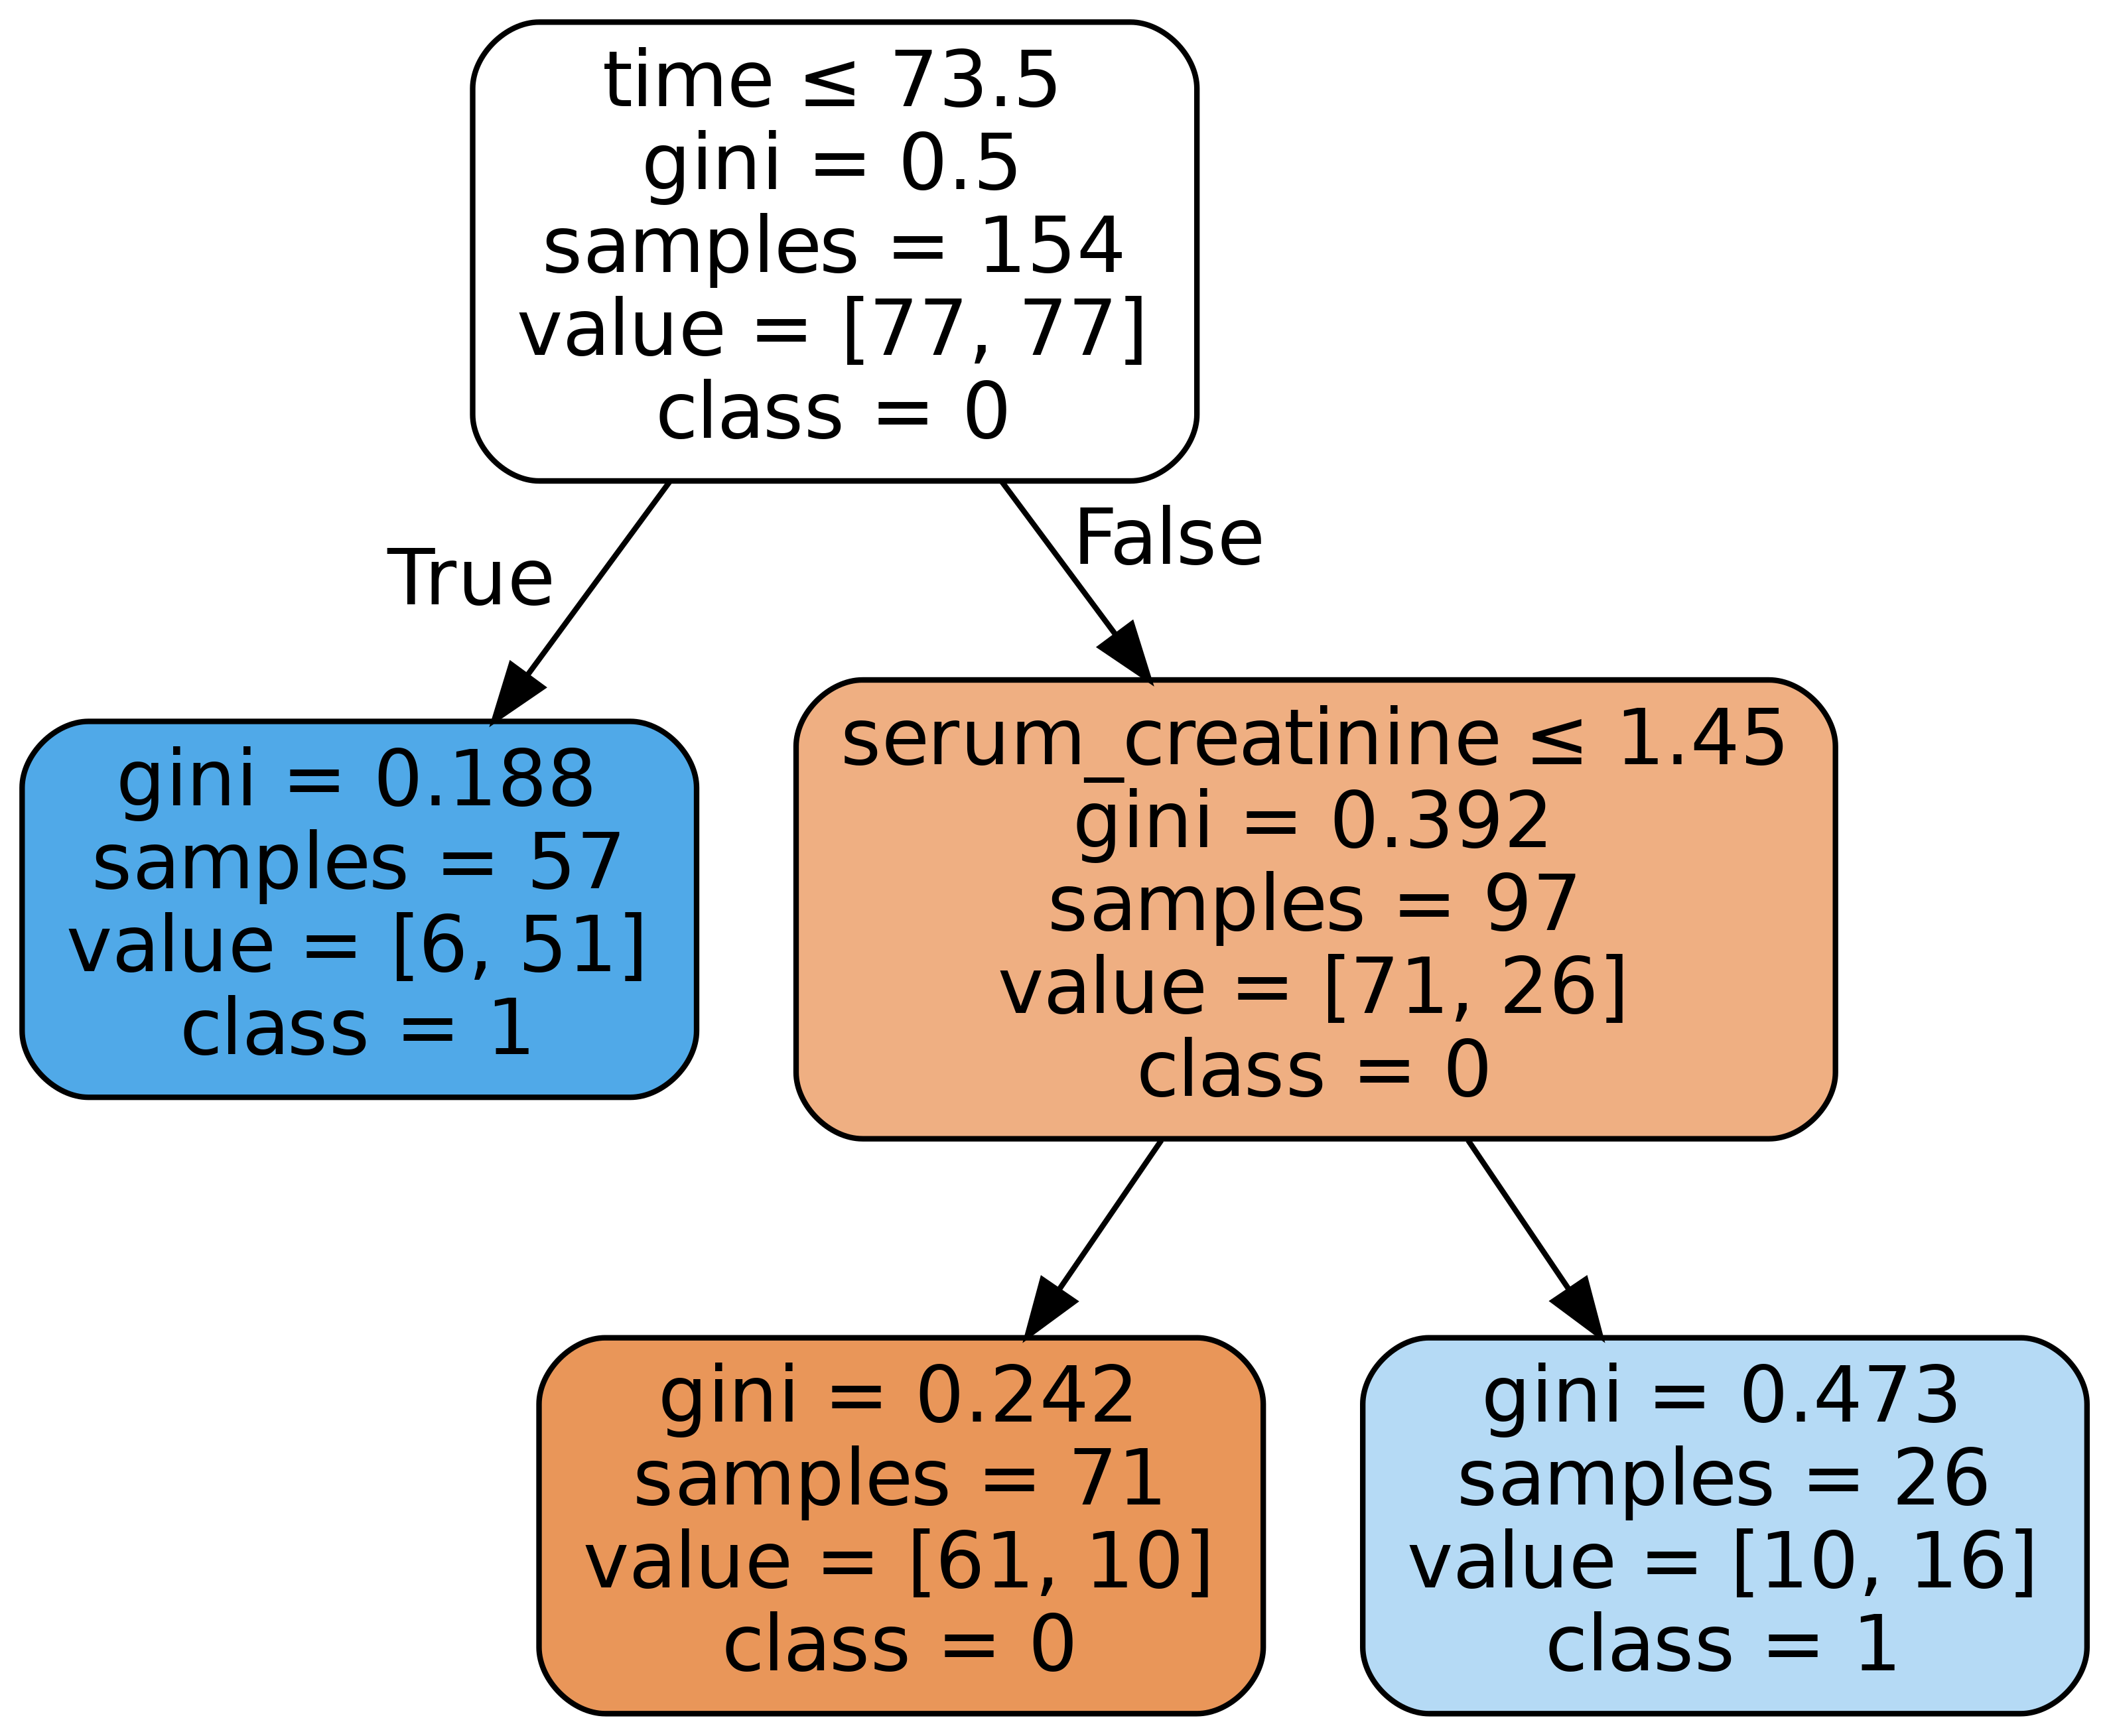 time ≤ 73.5
gini = 0.5
samples = 154
value = [77, 77]
class = 0
True
False
gini = 0.188
samples = 57
value = [6, 51]
class = 1
serum_creatinine ≤ 1.45
gini = 0.392
samples = 97
value = [71, 26]
class = 0
gini = 0.242
samples = 71
value = [61, 10]
class = 0
gini = 0.473
samples = 26
value = [10, 16]
class = 1